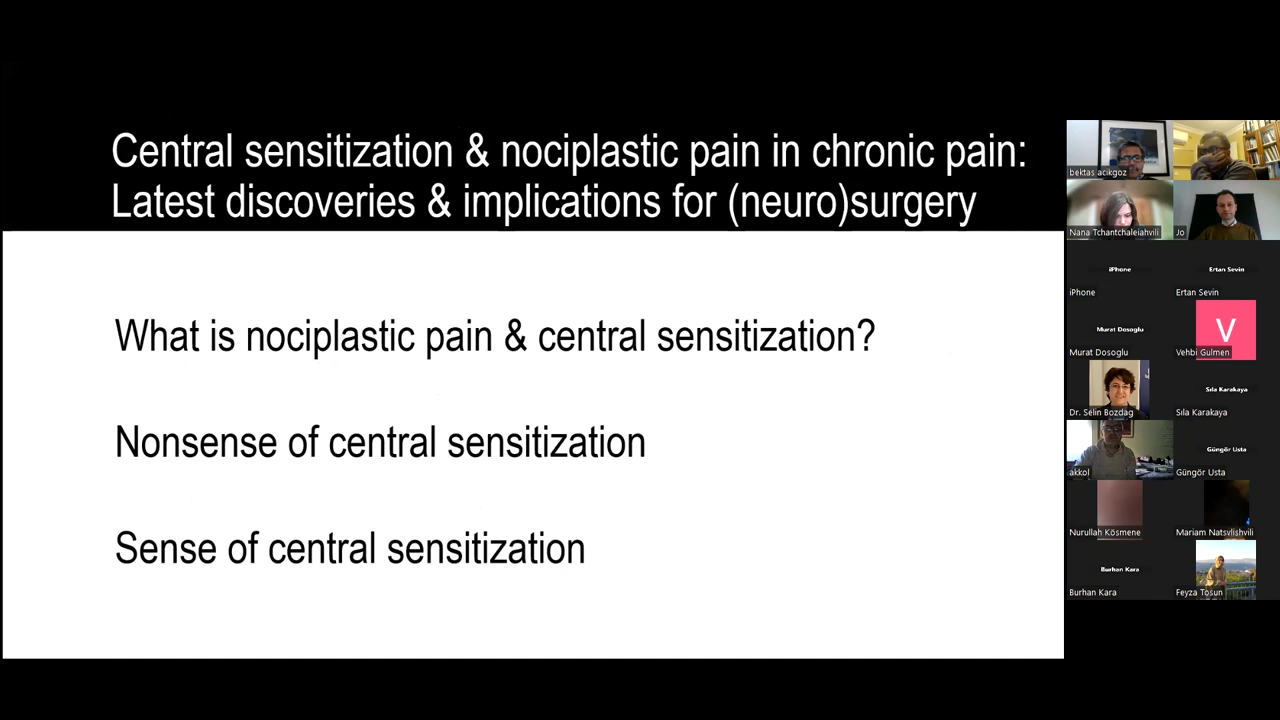 Central sensitization & nociplastic pain in chronic pain:
Latest discoveries & implications for (neuro)surgery
What is nociplastic pain & central sensitization?
Nonsense of central sensitization
Sense of central sensitization
bektas acikgoz
Nana Tchantchaleiahvili
Jo
iPhone
Ertan Sevin
iPhone
Ertan Sevin
Murat Dosoglu
V
Murat Dosoglu
Vehbi Gulmen
Sıla Karakaya
Dr. Selin Bozdag
Sıla Karakaya
Güngör Usta
akkol
Güngör Usta
Nurullah Kösmene
Mariam Natsvlishvili
Burhan Kara
Burhan Kara
Feyza Tosun